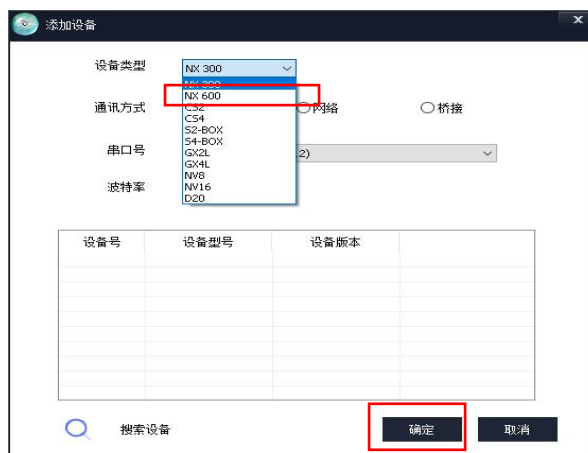 添加设备
x
设备类型
NX 300
NX 300
NX 600
CS2
CS4
S2-BOX
S4-BOX
GX2L
GX4L
NV8
NV16
D20
通讯方式
网络
桥接
串口号
2)
波特率
设备号 设备型号 设备版本
搜索设备
确定
取消